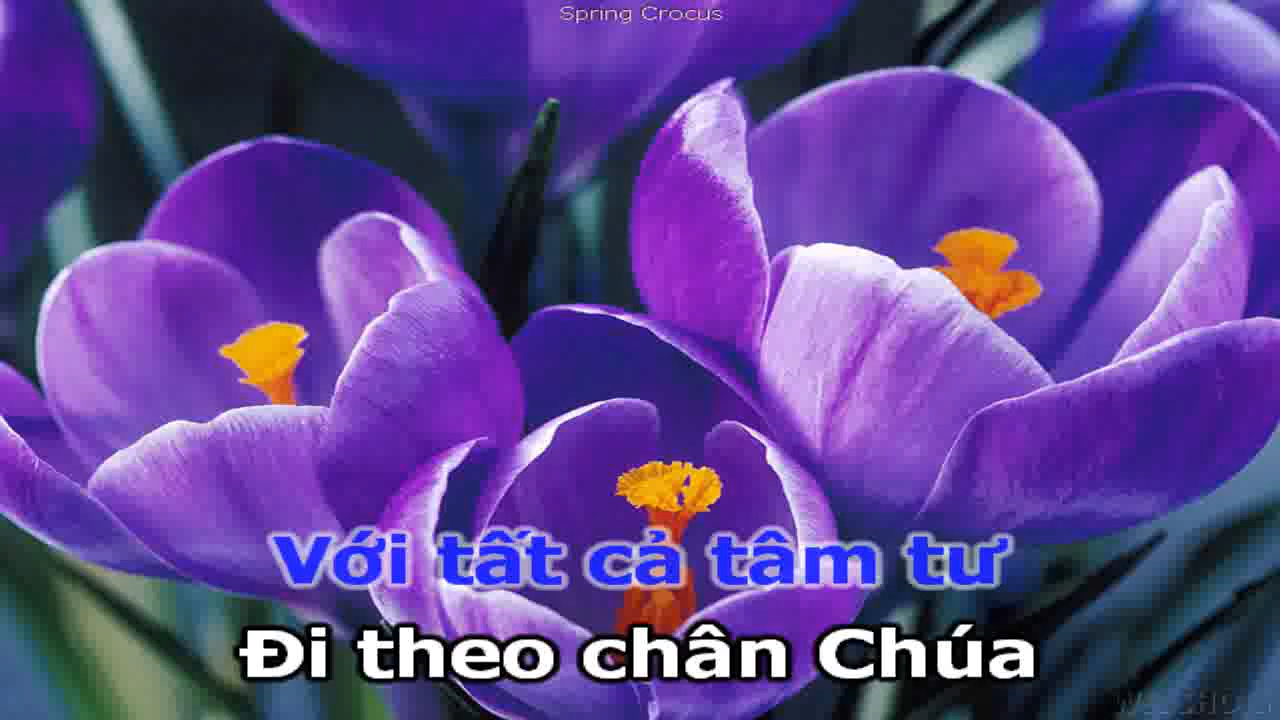 Spring Crocus
Với tất cả tâm tư
Đi theo chân Chúa